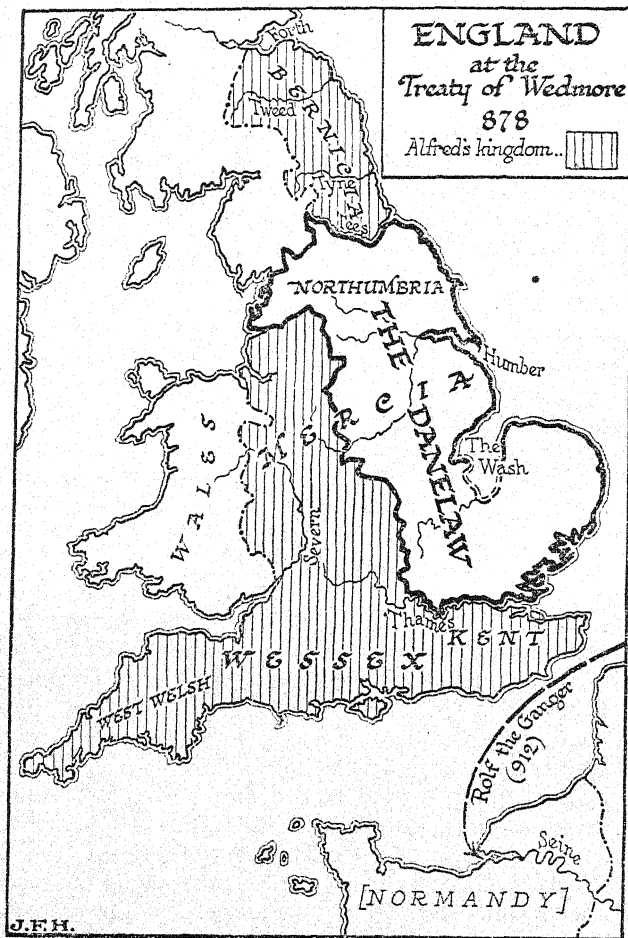 ENGLAND
at the
Treaty of Wedmore
878
Alfred's kingdom..
Forth
BERNICIA
Tweed
Tyne
Tees
NORTHUMBRIA
THE DANELAW
Humber
MERCIA
The
Wash
WALES
Severn
Thames
KENT
WESSEX
WEST WELSH
Rolf the Ganger
(912)
Seine
[NORMANDY]
J.F.H.